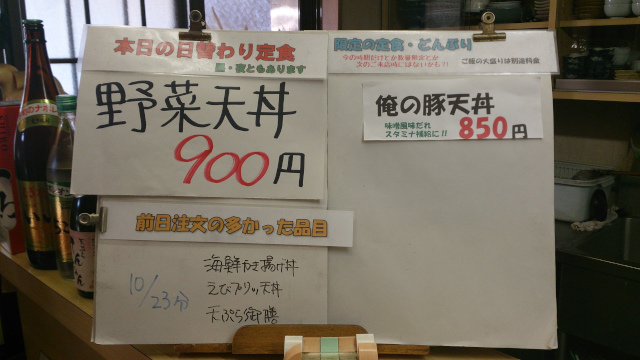 本日の日替わり定食
昼・夜ともあります
野菜天丼
900円
前日注文の多かった品目
10/23分
海鮮かき揚げ丼
えびプリッ天丼
天ぷら御膳
限定の定食・どんぶり
ご飯の大盛りは別途料金
俺の豚天丼
味噌風味だれ
スタミナ補給に!!
850円